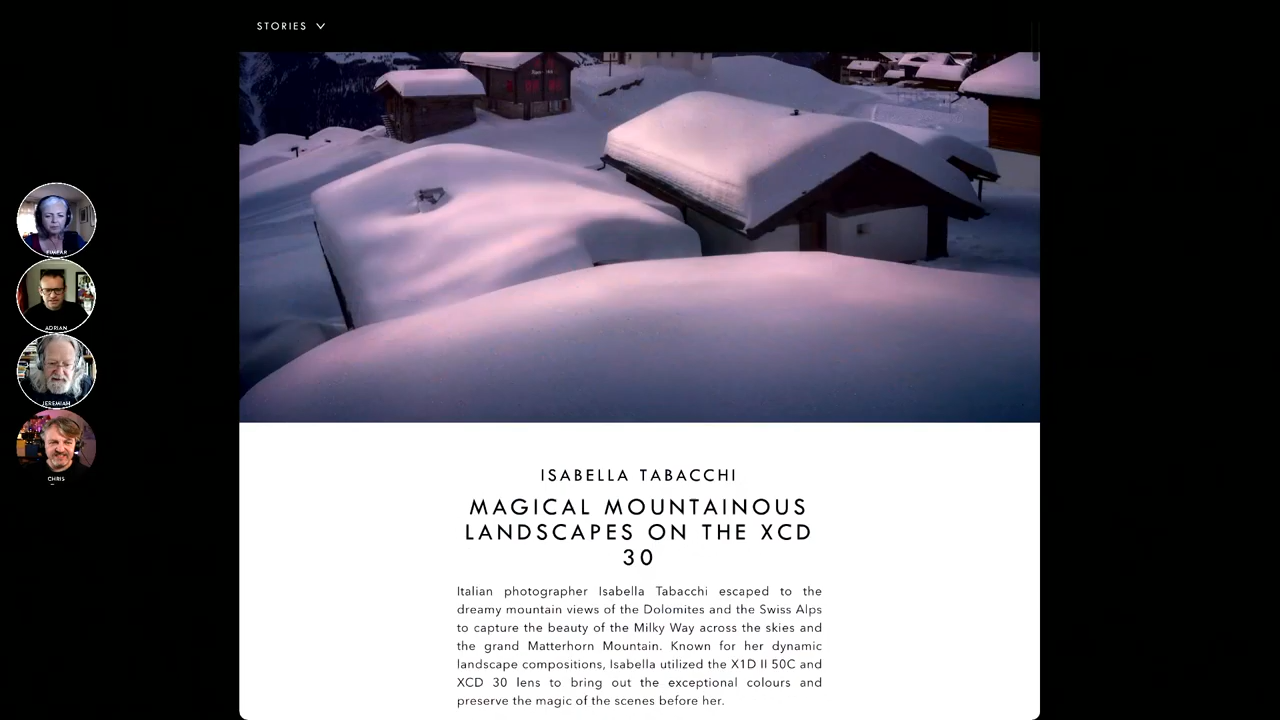 STORIES
ADRIAN
JEREMIAH
CHRIS
ISABELLA TABACCHI
MAGICAL MOUNTAINOUS
LANDSCAPES ON THE XCD
30
Italian photographer Isabella Tabacchi escaped to the
dreamy mountain views of the Dolomites and the Swiss Alps
to capture the beauty of the Milky Way across the skies and
the grand Matterhorn Mountain. Known for her dynamic
landscape compositions, Isabella utilized the X1D II 50C and
XCD 30 lens to bring out the exceptional colours and
preserve the magic of the scenes before her.